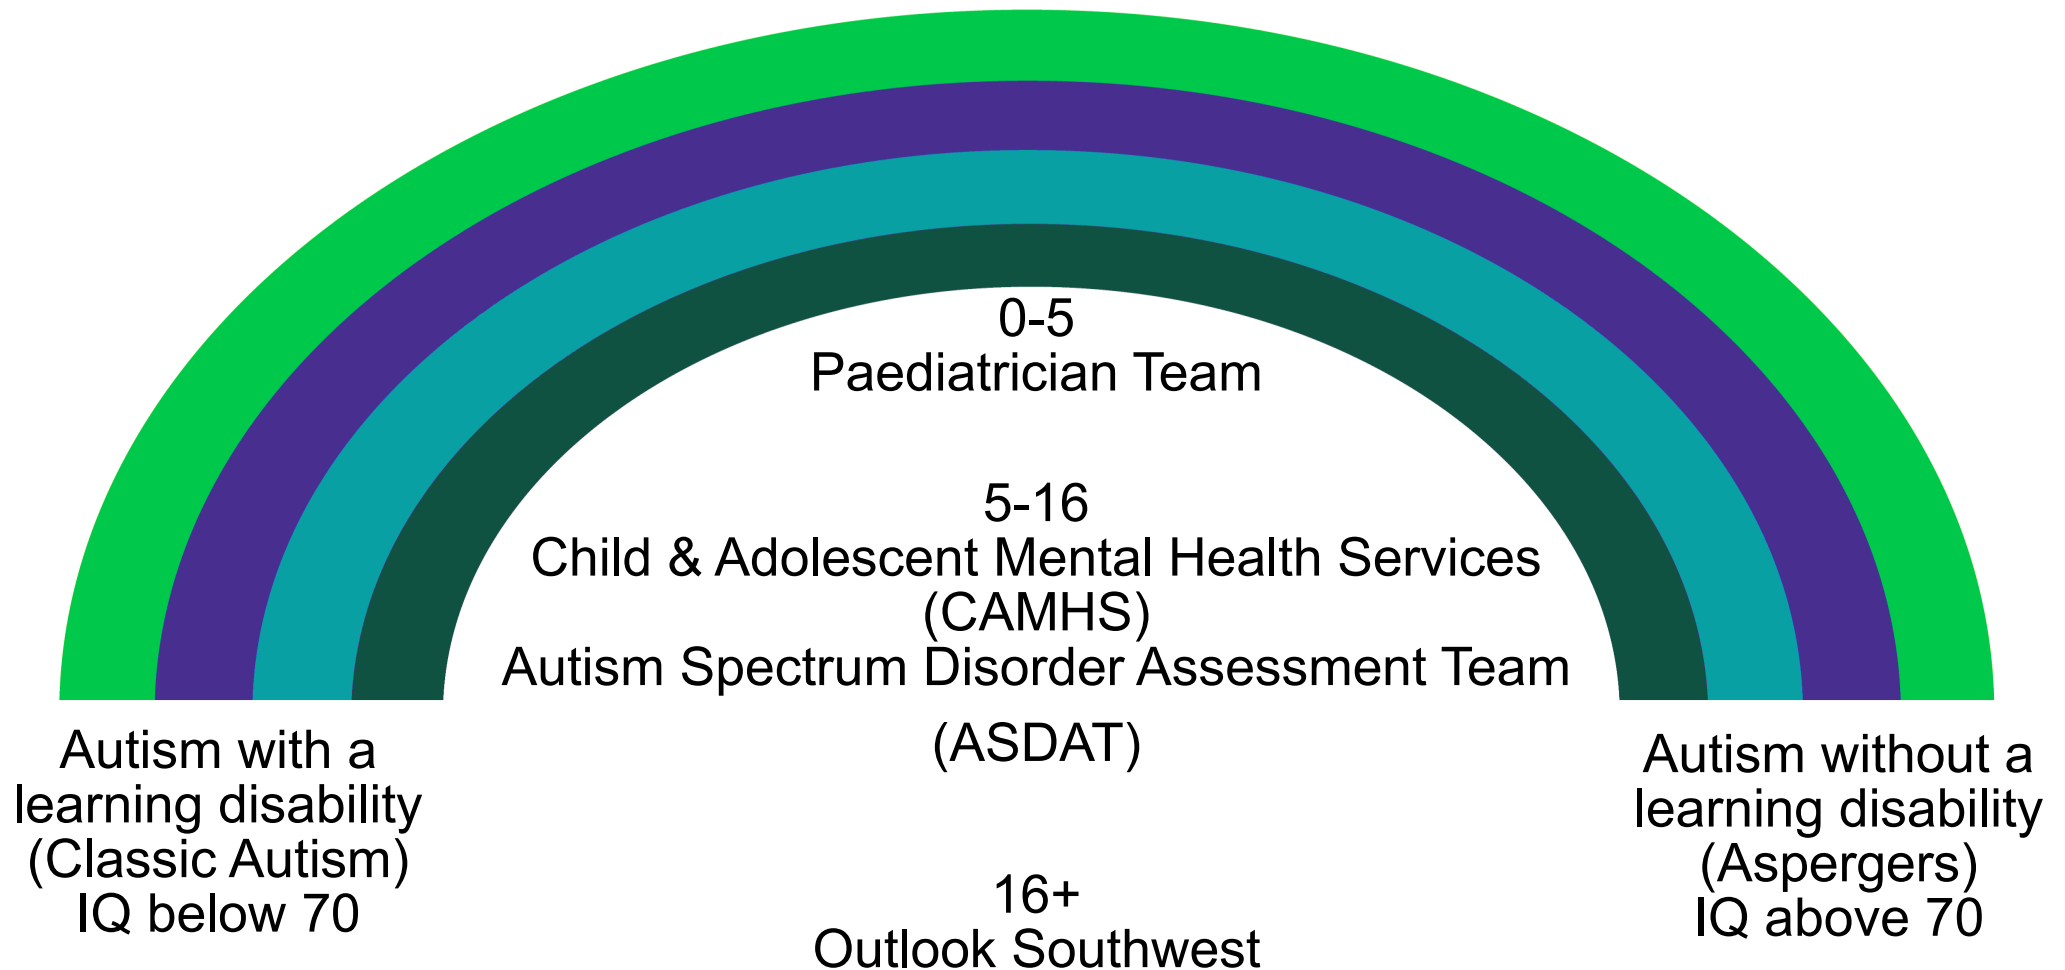 0-5
Paediatrician Team
5-16
Child & Adolescent Mental Health Services
(CAMHS)
Autism Spectrum Disorder Assessment Team
(ASDAT)
16+
Outlook Southwest
Autism with a
learning disability
(Classic Autism)
IQ below 70
Autism without a
learning disability
(Aspergers)
IQ above 70